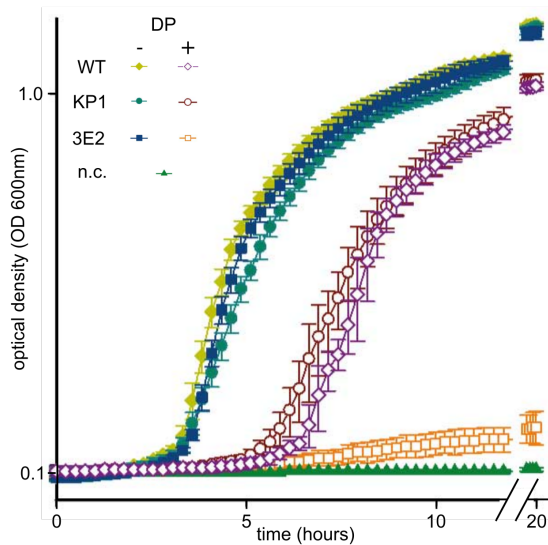 DP
- +
WT
KP1
3E2
n.c.
1.0
0.1
optical density (OD 600nm)
0 5 10 20
time (hours)